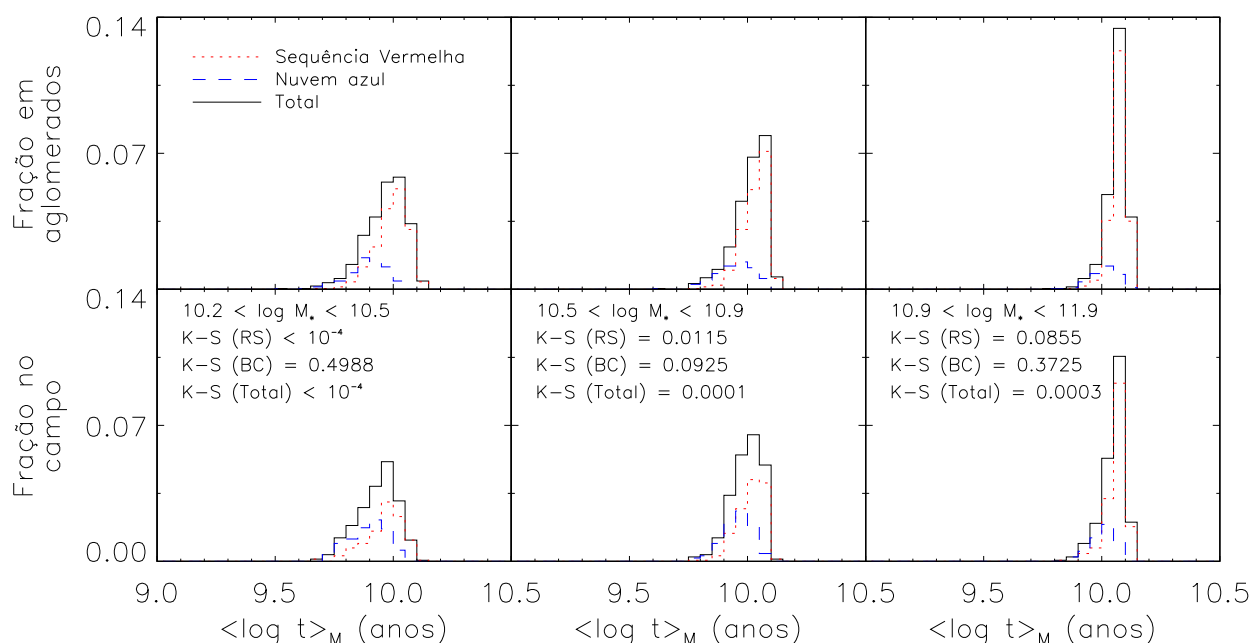 0.14
Fração em
aglomerados
0.07
Sequência Vermelha
Nuvem azul
Total
0.14
Fração no
campo
0.07
0.00
10.2 < log M* < 10.5
K-S (RS) < 10⁻⁴
K-S (BC) = 0.4988
K-S (Total) < 10⁻⁴
10.5 < log M* < 10.9
K-S (RS) = 0.0115
K-S (BC) = 0.0925
K-S (Total) = 0.0001
10.9 < log M* < 11.9
K-S (RS) = 0.0855
K-S (BC) = 0.3725
K-S (Total) = 0.0003
9.0 9.5 10.0 10.5 9.5 10.0 10.5 9.5 10.0 10.5
<log t>M (anos) <log t>M (anos) <log t>M (anos)